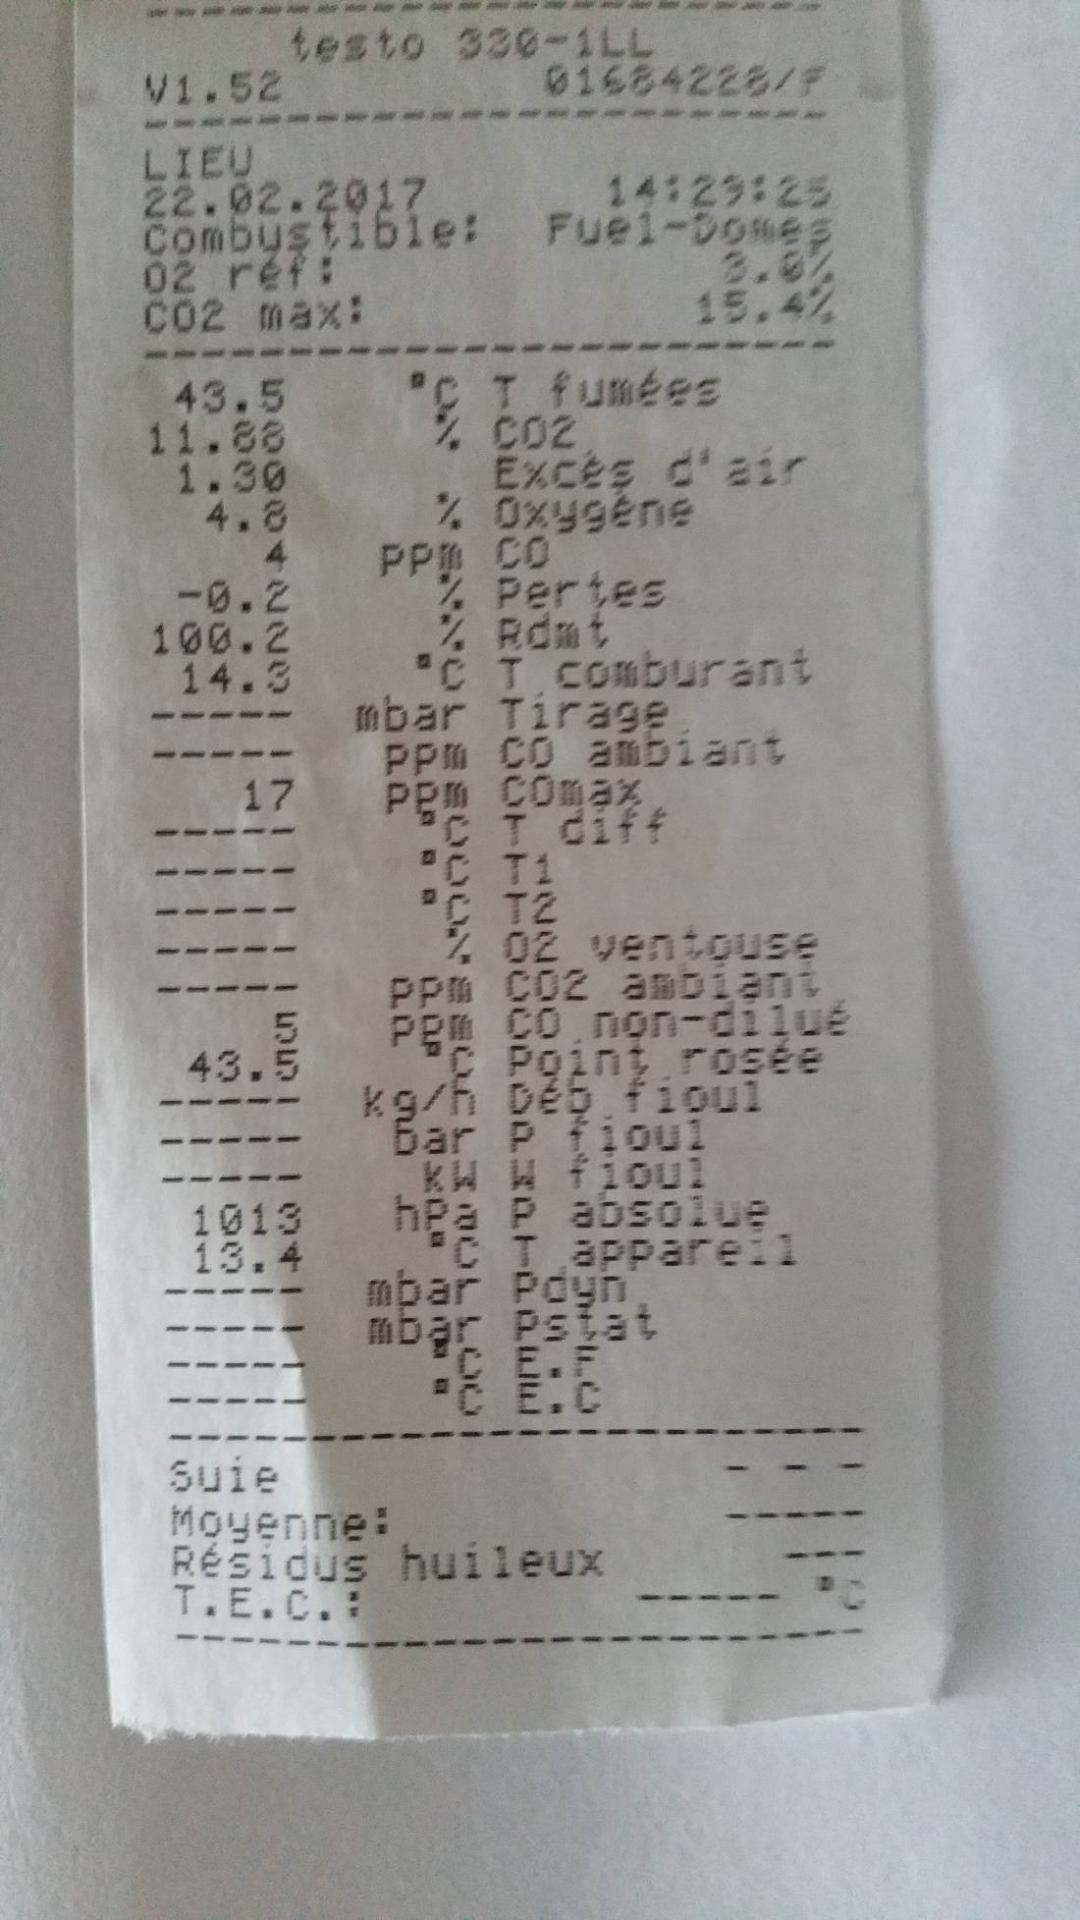 testo 330-1LL
V1.52 01684228/F
LIEU
22.02.2017 14:29:25
Combustible: Fuel-Domes
O2 réf: 3.0%
CO2 max: 15.4%
43.5 °C T fumées
11.88 % CO2
1.30 Excès d'air
4.8 % Oxygène
4 ppm CO
-0.2 % Pertes
100.2 % Rdmt
14.3 °C T comburant
----- mbar Tirage
----- ppm CO ambiant
17 ppm COmax
----- °C T diff
----- °C T1
----- °C T2
----- % O2 ventouse
----- ppm CO2 ambiant
5 ppm CO non-dilué
43.5 °C Point rosée
----- kg/h Déb fioul
----- bar P fioul
----- kW W fioul
1013 hPa P absolue
13.4 °C T appareil
----- mbar Pdyn
----- mbar Pstat
----- °C E.F
----- °C E.C
Suie - - -
Moyenne: -----
Résidus huileux ---
T.E.C.: ----- °C